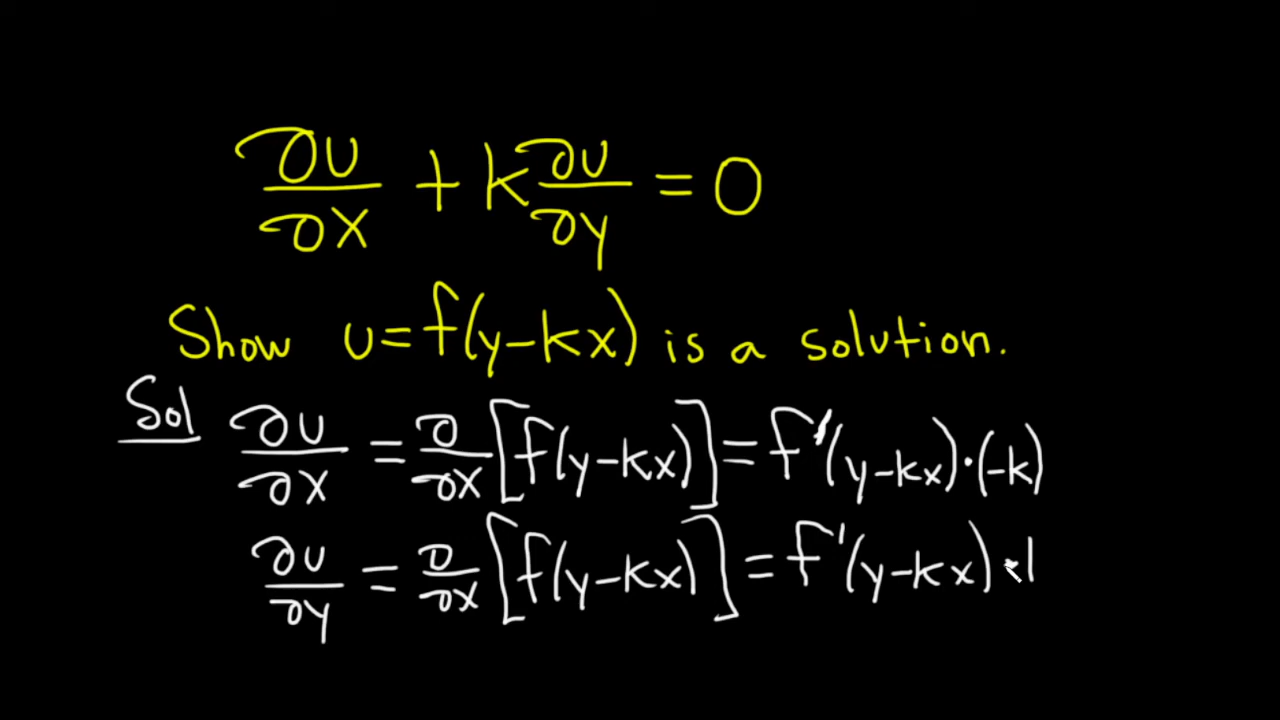 ∂u/∂x + k ∂u/∂y = 0
Show u = f(y-kx) is a solution.
Sol ∂u/∂x = ∂/∂x [f(y-kx)] = f'(y-kx)·(-k)
∂u/∂y = ∂/∂x [f(y-kx)] = f'(y-kx)·1